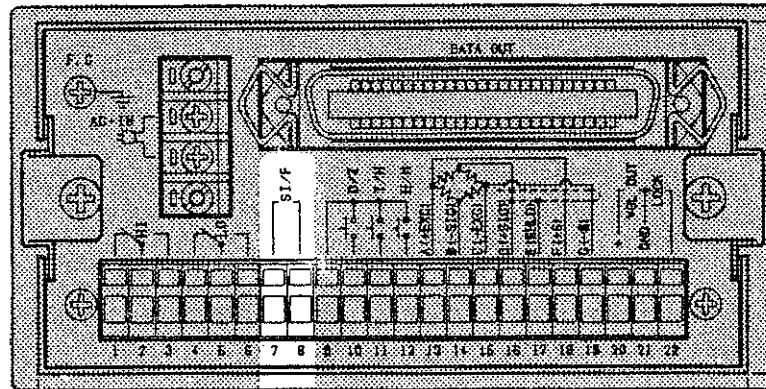 DATA OUT
F.G
AC-IN
SI/F
D/Z
T/H
H/M
HI
LO
A(+EXC)
B(-SIG)
C(-EXC)
D(+SIG)
E(SILD)
F(+S)
G(-S)
VOL OUT
+
GND
LOCK
1 2 3 4 5 6 7 8 9 10 11 12 13 14 15 16 17 18 19 20 21 22